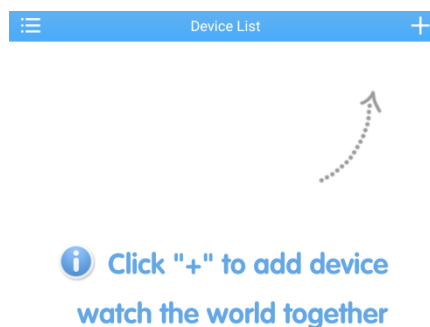 Device List
Click "+" to add device
watch the world together